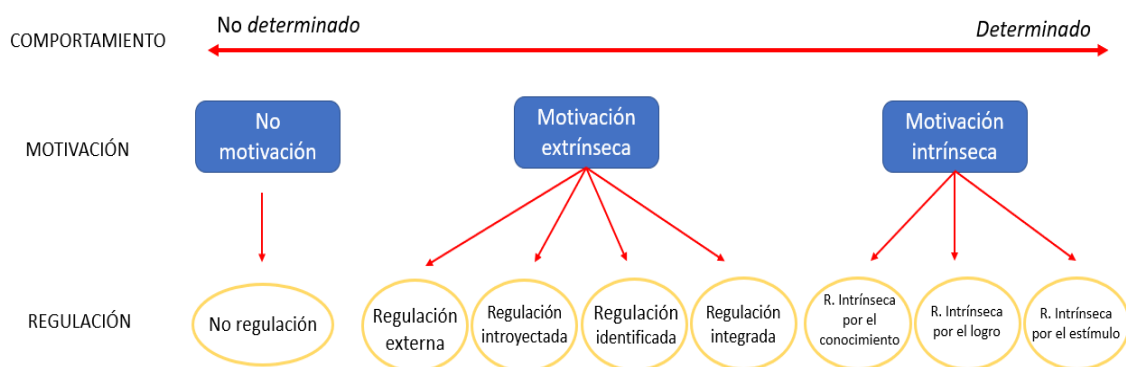 No determinado
Determinado
COMPORTAMIENTO
MOTIVACIÓN
No
motivación
Motivación
extrínseca
Motivación
intrínseca
REGULACIÓN
No regulación
Regulación
externa
Regulación
introyectada
Regulación
identificada
Regulación
integrada
R. Intrínseca
por el
conocimiento
R. Intrínseca
por el logro
R. Intrínseca
por el estímulo